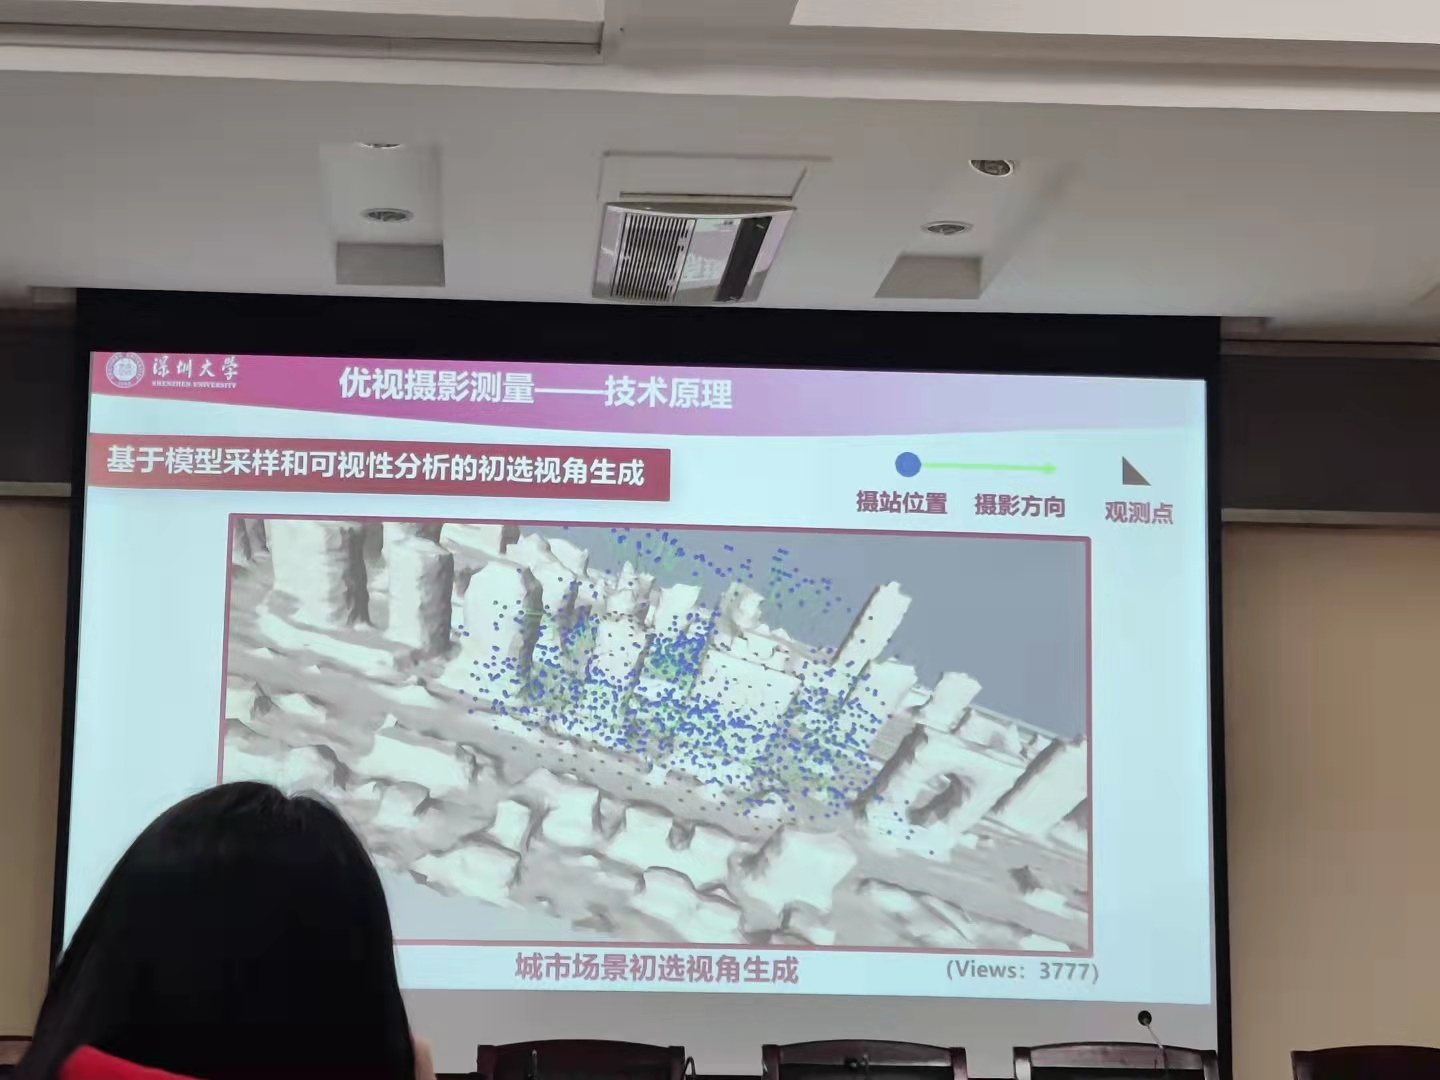 深圳大学
SHENZHEN UNIVERSITY
优视摄影测量——技术原理
基于模型采样和可视性分析的初选视角生成
摄站位置
摄影方向
观测点
城市场景初选视角生成
(Views: 3777)